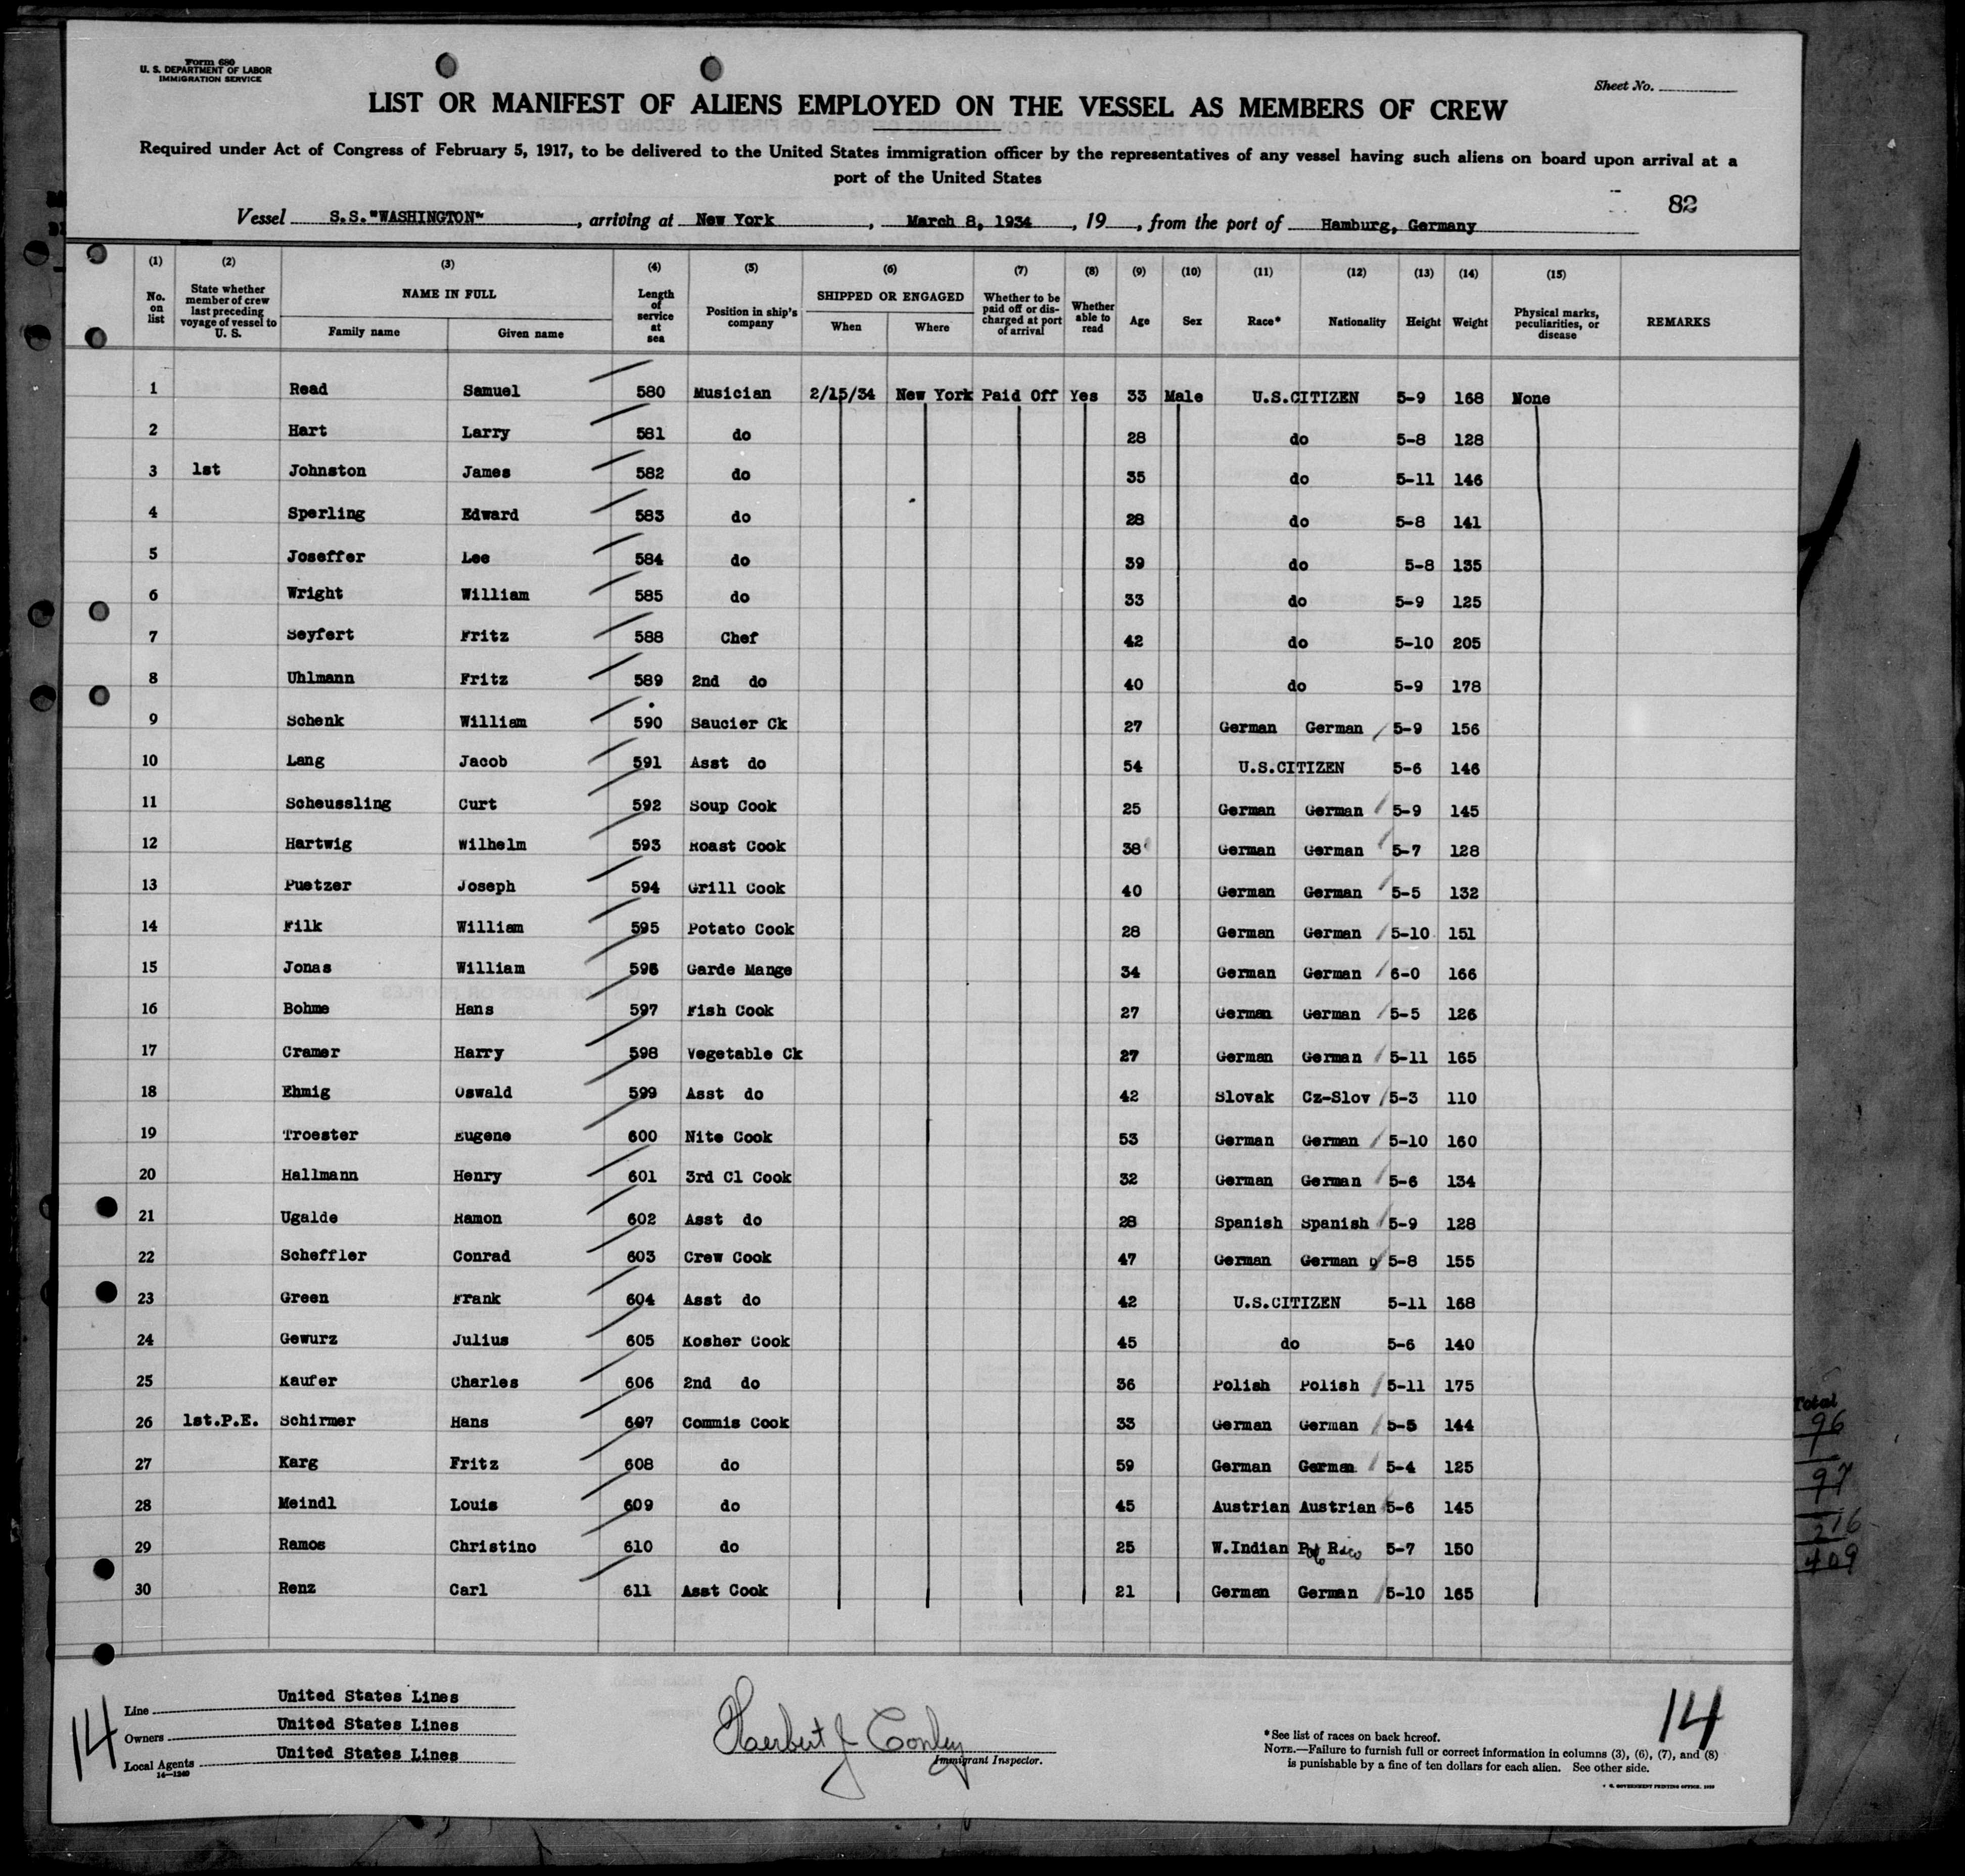 Form 680
U. S. DEPARTMENT OF LABOR
IMMIGRATION SERVICE
Sheet No.
LIST OR MANIFEST OF ALIENS EMPLOYED ON THE VESSEL AS MEMBERS OF CREW
Required under Act of Congress of February 5, 1917, to be delivered to the United States immigration officer by the representatives of any vessel having such aliens on board upon arrival at a
port of the United States
82
Vessel S.S."WASHINGTON", arriving at New York, March 8, 1934, 19, from the port of Hamburg, Germany
(1) (2) (3) (4) (5) (6) (7) (8) (9) (10) (11) (12) (13) (14) (15)
No. on list State whether member of crew last preceding voyage of vessel to U. S. NAME IN FULL Family name Given name Length of service at sea Position in ship's company SHIPPED OR ENGAGED When Where Whether to be paid off or discharged at port of arrival Whether able to read Age Sex Race* Nationality Height Weight Physical marks, peculiarities, or disease REMARKS
1 Read Samuel 580 Musician 2/15/34 New York Paid Off Yes 33 Male U.S.CITIZEN 5-9 168 None
2 Hart Larry 581 do 28 do 5-8 128
3 1st Johnston James 582 do 35 do 5-11 146
4 Sperling Edward 583 do 28 do 5-8 141
5 Joseffer Lee 584 do 39 do 5-8 135
6 Wright William 585 do 33 do 5-9 125
7 Seyfert Fritz 588 Chef 42 do 5-10 205
8 Uhlmann Fritz 589 2nd do 40 do 5-9 178
9 Schenk William 590 Saucier Ck 27 German German 5-9 156
10 Lang Jacob 591 Asst do 54 U.S.CITIZEN 5-6 146
11 Scheussling Curt 592 Soup Cook 25 German German 5-9 145
12 Hartwig Wilhelm 593 Roast Cook 38 German German 5-7 128
13 Puetzer Joseph 594 Grill Cook 40 German German 5-5 132
14 Filk William 595 Potato Cook 28 German German 5-10 151
15 Jonas William 596 Garde Mange 34 German German 6-0 166
16 Bohme Hans 597 Fish Cook 27 German German 5-5 126
17 Cramer Harry 598 Vegetable Ck 27 German German 5-11 165
18 Ehmig Oswald 599 Asst do 42 Slovak Cz-Slov 5-3 110
19 Troester Eugene 600 Nite Cook 53 German German 5-10 160
20 Hallmann Henry 601 3rd Cl Cook 32 German German 5-6 134
21 Ugalde Ramon 602 Asst do 28 Spanish Spanish 5-9 128
22 Scheffler Conrad 603 Crew Cook 47 German German 5-8 155
23 Green Frank 604 Asst do 42 U.S.CITIZEN 5-11 168
24 Gewurz Julius 605 Kosher Cook 45 do 5-6 140
25 Kaufer Charles 606 2nd do 36 Polish Polish 5-11 175
26 1st.P.E. Schirmer Hans 607 Commis Cook 33 German German 5-5 144
27 Karg Fritz 608 do 59 German German 5-4 125
28 Meindl Louis 609 do 45 Austrian Austrian 5-6 145
29 Ramos Christino 610 do 25 W.Indian Pto Rico 5-7 150
30 Renz Carl 611 Asst Cook 21 German German 5-10 165
Total
96
1
97
216
409
14
Line United States Lines
Owners United States Lines
Local Agents United States Lines
14—1240
Herbert J Conley
Immigrant Inspector.
14
*See list of races on back hereof.
NOTE.—Failure to furnish full or correct information in columns (3), (6), (7), and (8)
is punishable by a fine of ten dollars for each alien. See other side.